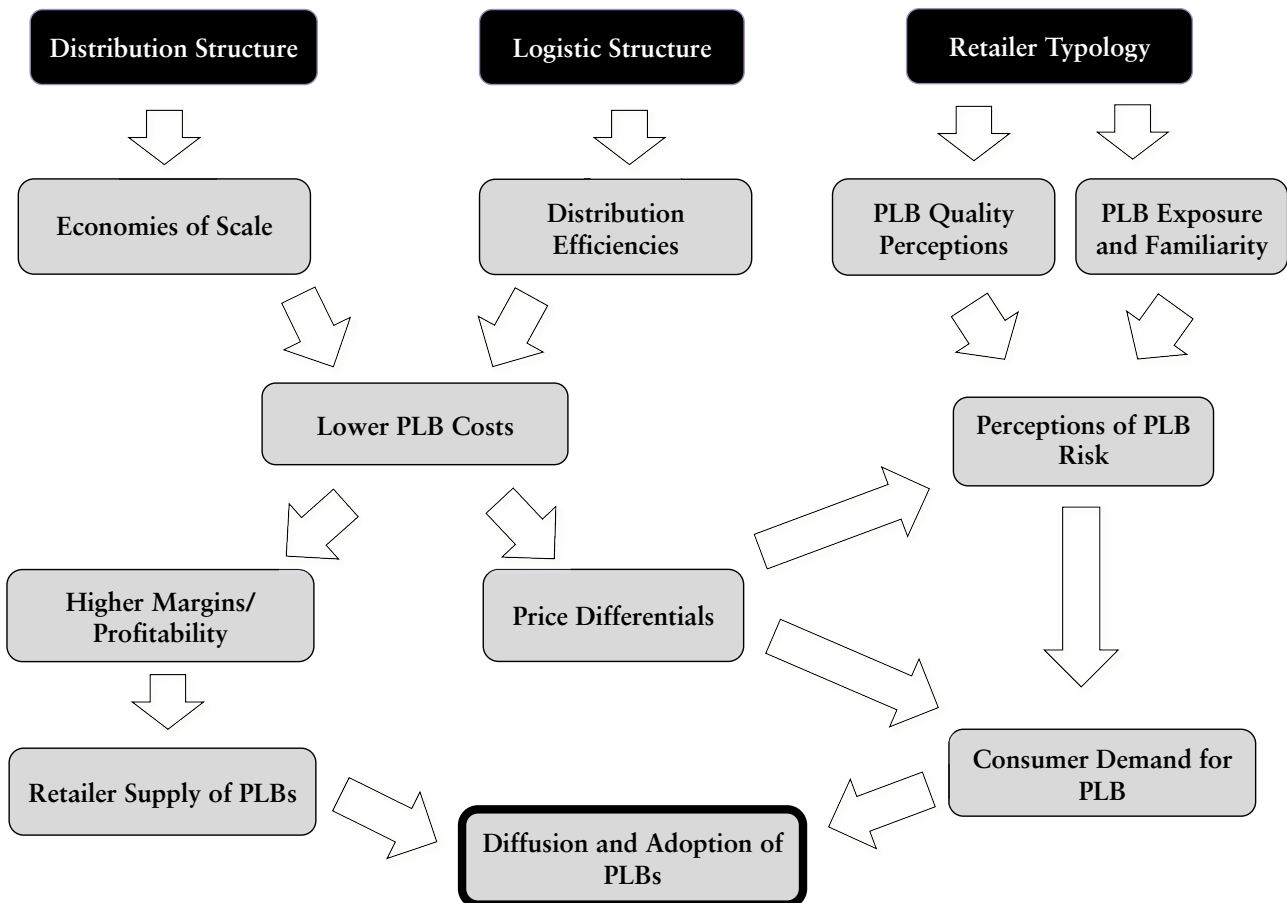 Distribution Structure
Logistic Structure
Retailer Typology
Economies of Scale
Distribution
Efficiencies
PLB Quality
Perceptions
PLB Exposure
and Familiarity
Lower PLB Costs
Perceptions of PLB
Risk
Higher Margins/
Profitability
Price Differentials
Retailer Supply of PLBs
Consumer Demand for
PLB
Diffusion and Adoption of
PLBs